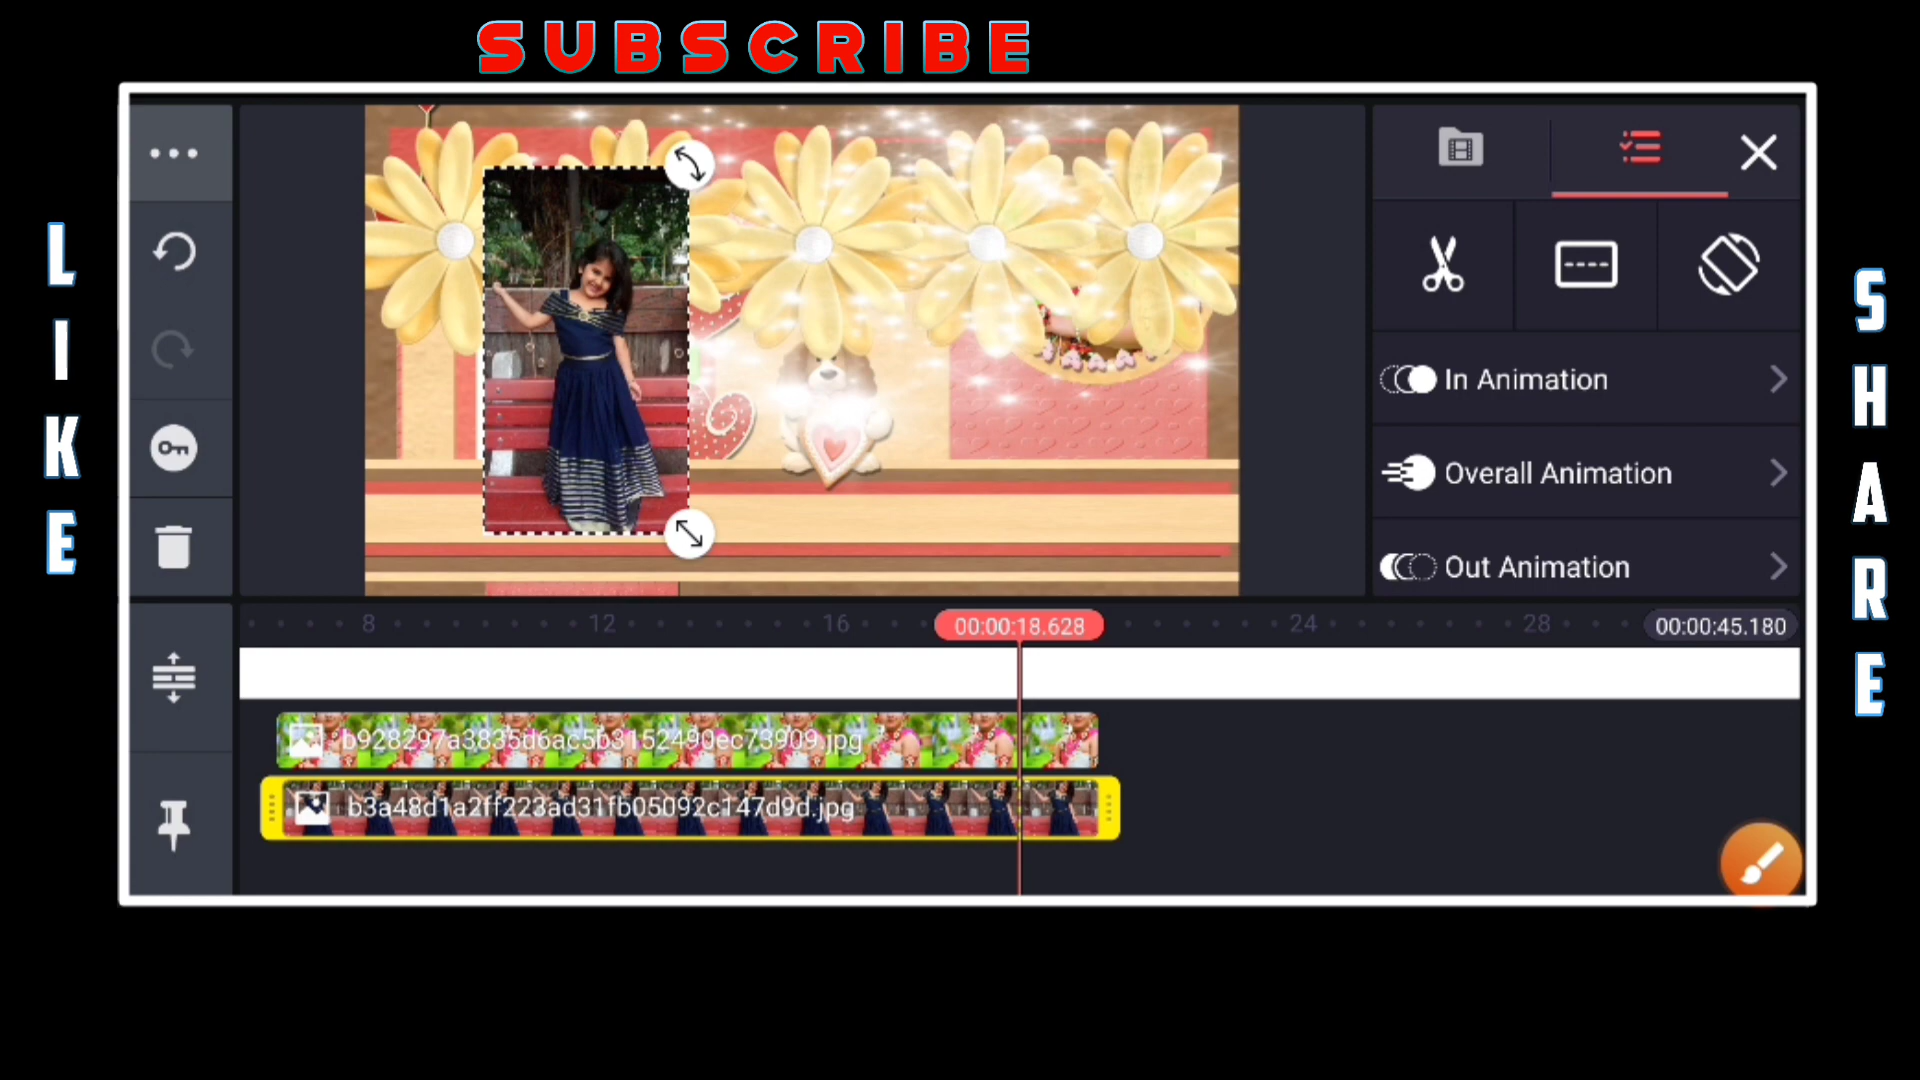 SUBSCRIBE
LIKE
SHARE
In Animation
Overall Animation
Out Animation
8 12 16 00:00:18.628 24 28 00:00:45.180
b928297a3835d6ac5b3152490ec73909.jpg
b3a48d1a2ff223ad31fb05092c147d9d.jpg